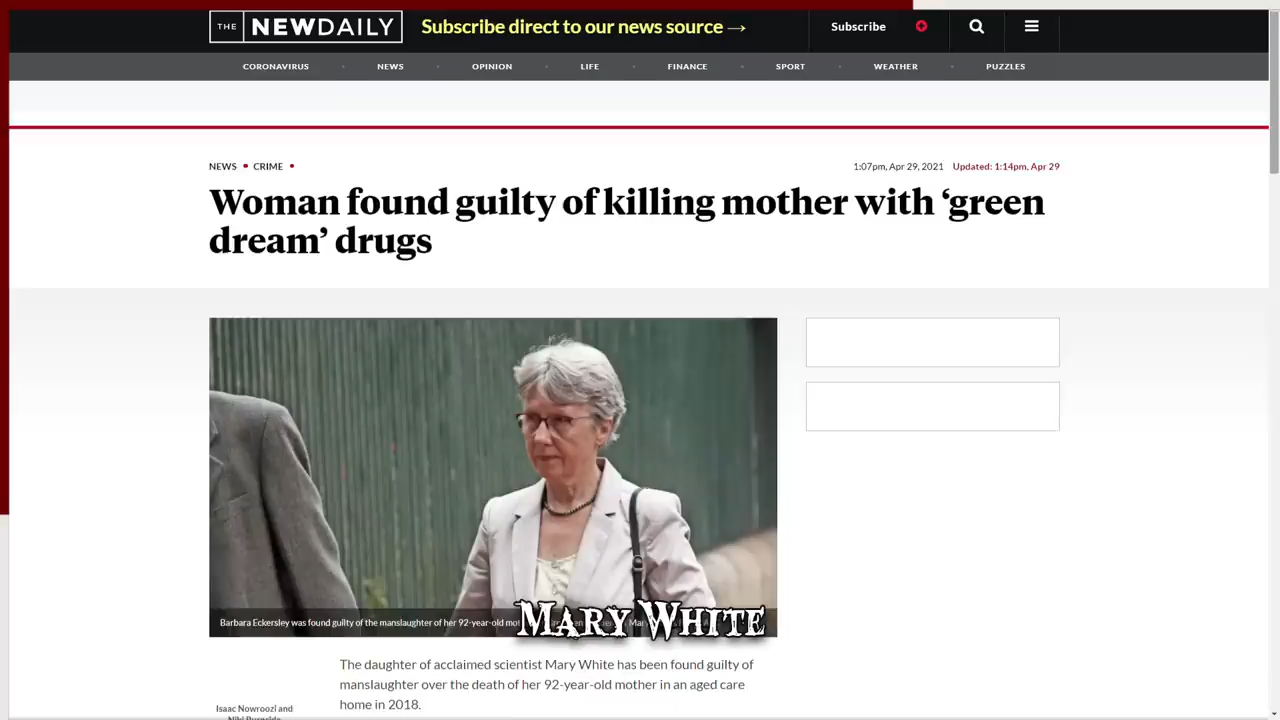 THE NEWDAILY
Subscribe direct to our news source →
Subscribe
CORONAVIRUS NEWS OPINION LIFE FINANCE SPORT WEATHER PUZZLES
NEWS • CRIME •
1:07pm, Apr 29, 2021 Updated: 1:14pm, Apr 29
Woman found guilty of killing mother with ‘green
dream’ drugs
Barbara Eckersley was found guilty of the manslaughter of her 92-year-old
MARY WHITE
The daughter of acclaimed scientist Mary White has been found guilty of
manslaughter over the death of her 92-year-old mother in an aged care
home in 2018.
Isaac Nowroozi and